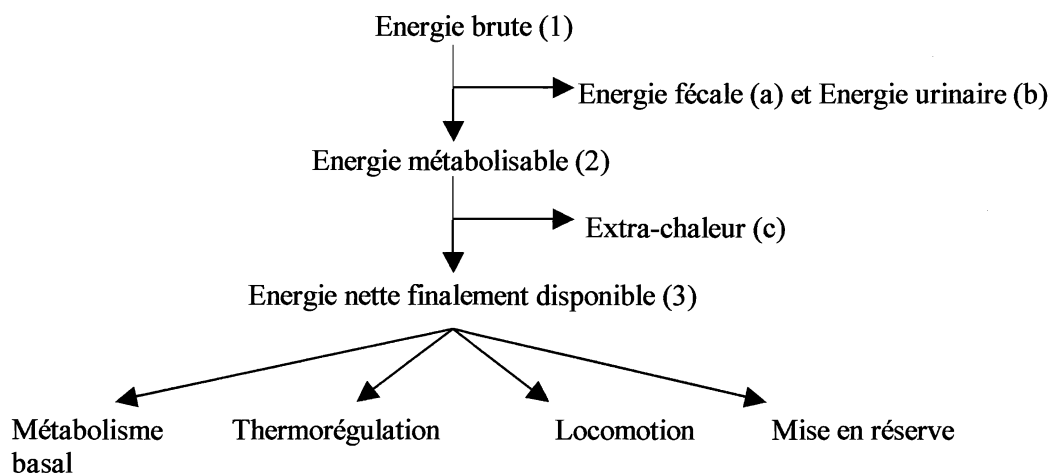 Energie brute (1)
Energie fécale (a) et Energie urinaire (b)
Energie métabolisable (2)
Extra-chaleur (c)
Energie nette finalement disponible (3)
Métabolisme
basal
Thermorégulation
Locomotion
Mise en réserve